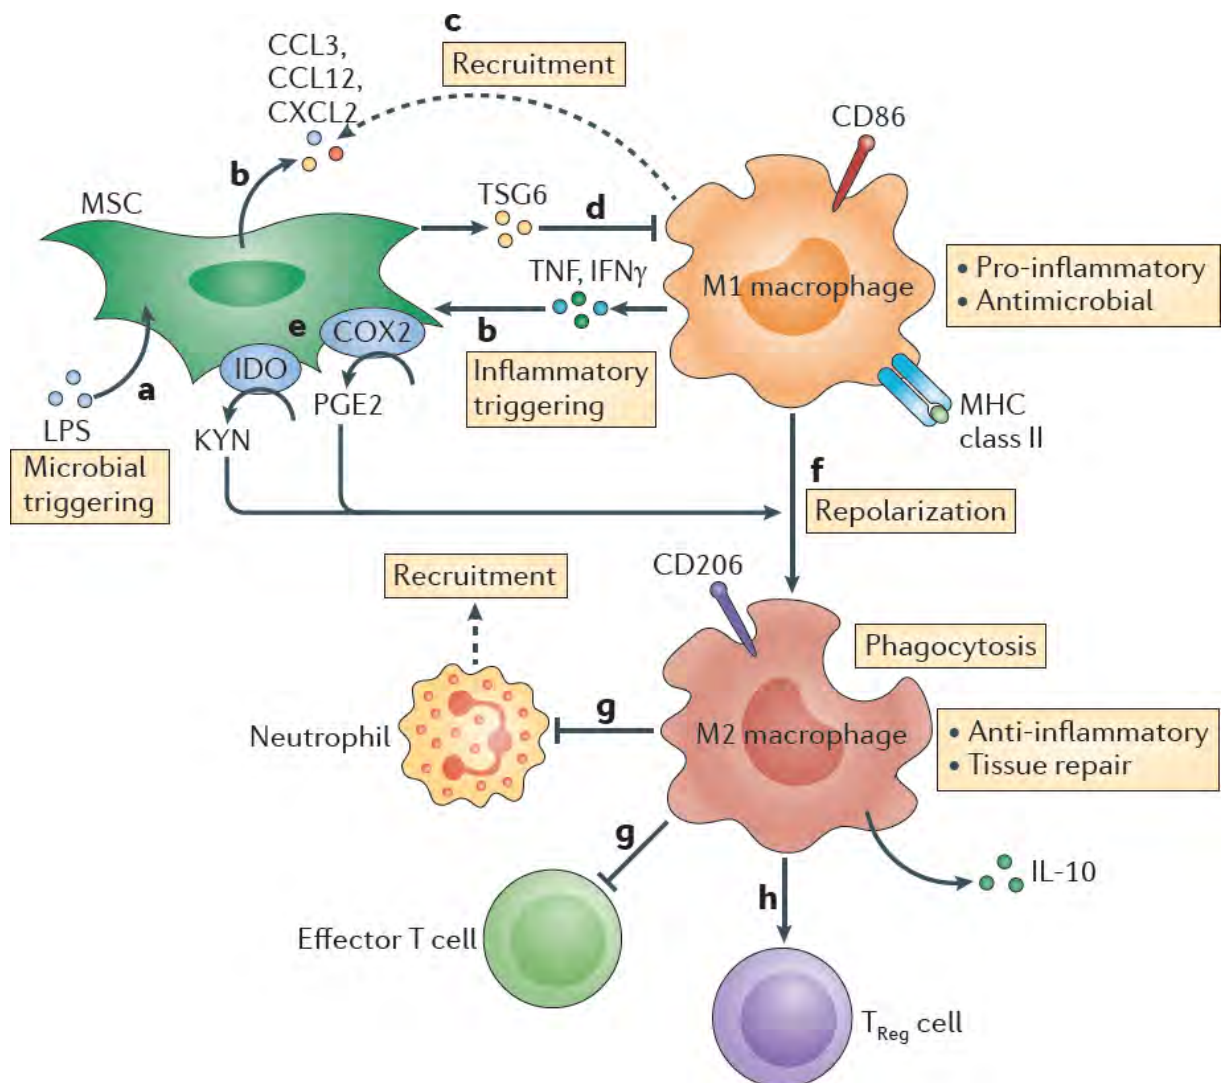 c
CCL3,
CCL12,
CXCL2
Recruitment
CD86
b
MSC
TSG6
d
TNF, IFNγ
M1 macrophage
• Pro-inflammatory
• Antimicrobial
e
COX2
b
IDO
Inflammatory
triggering
a
PGE2
LPS
KYN
MHC
class II
Microbial
triggering
f
Repolarization
CD206
Recruitment
Phagocytosis
g
Neutrophil
M2 macrophage
• Anti-inflammatory
• Tissue repair
g
IL-10
h
Effector T cell
TReg cell